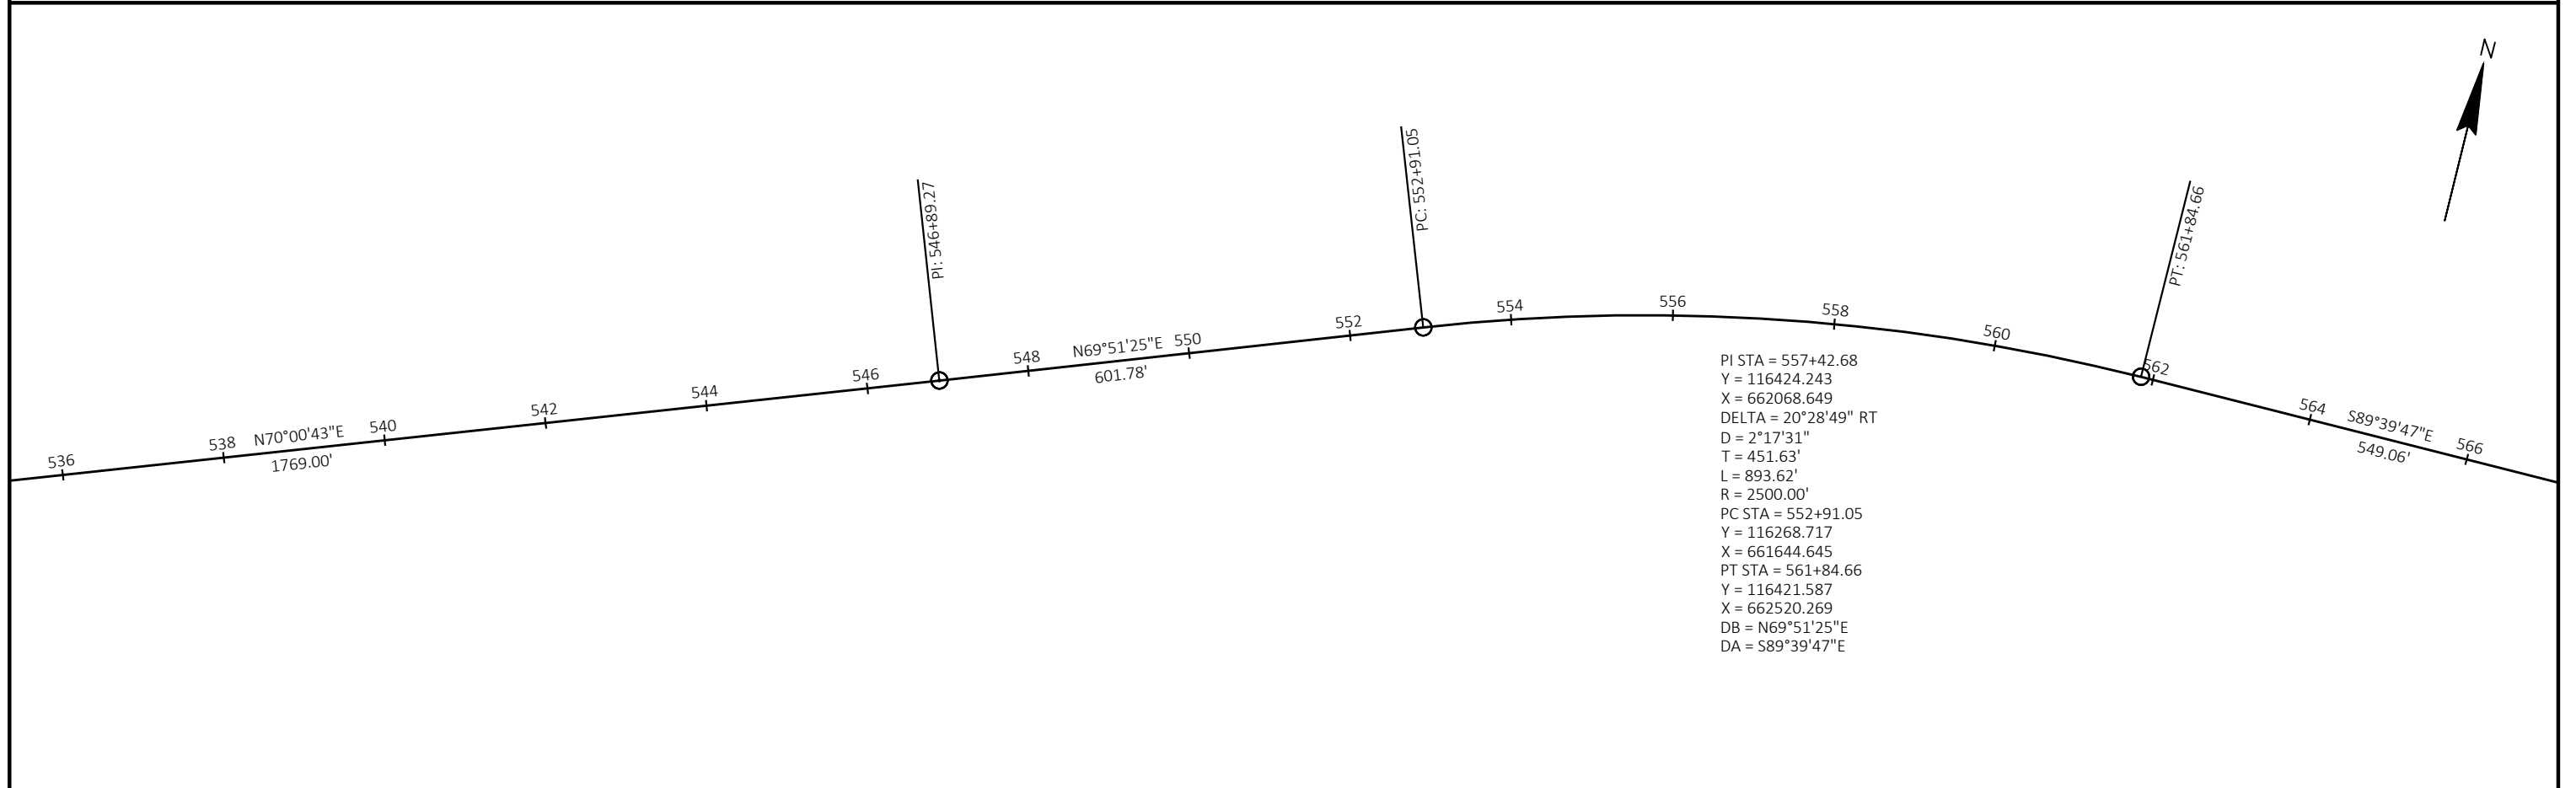 N
PI: 546+89.27
PC: 552+91.05
PT: 561+84.66
536
538
N70°00'43"E
1769.00'
540
542
544
546
548
N69°51'25"E
601.78'
550
552
554
556
558
560
562
564
S89°39'47"E
549.06'
566
PI STA = 557+42.68
Y = 116424.243
X = 662068.649
DELTA = 20°28'49" RT
D = 2°17'31"
T = 451.63'
L = 893.62'
R = 2500.00'
PC STA = 552+91.05
Y = 116268.717
X = 661644.645
PT STA = 561+84.66
Y = 116421.587
X = 662520.269
DB = N69°51'25"E
DA = S89°39'47"E